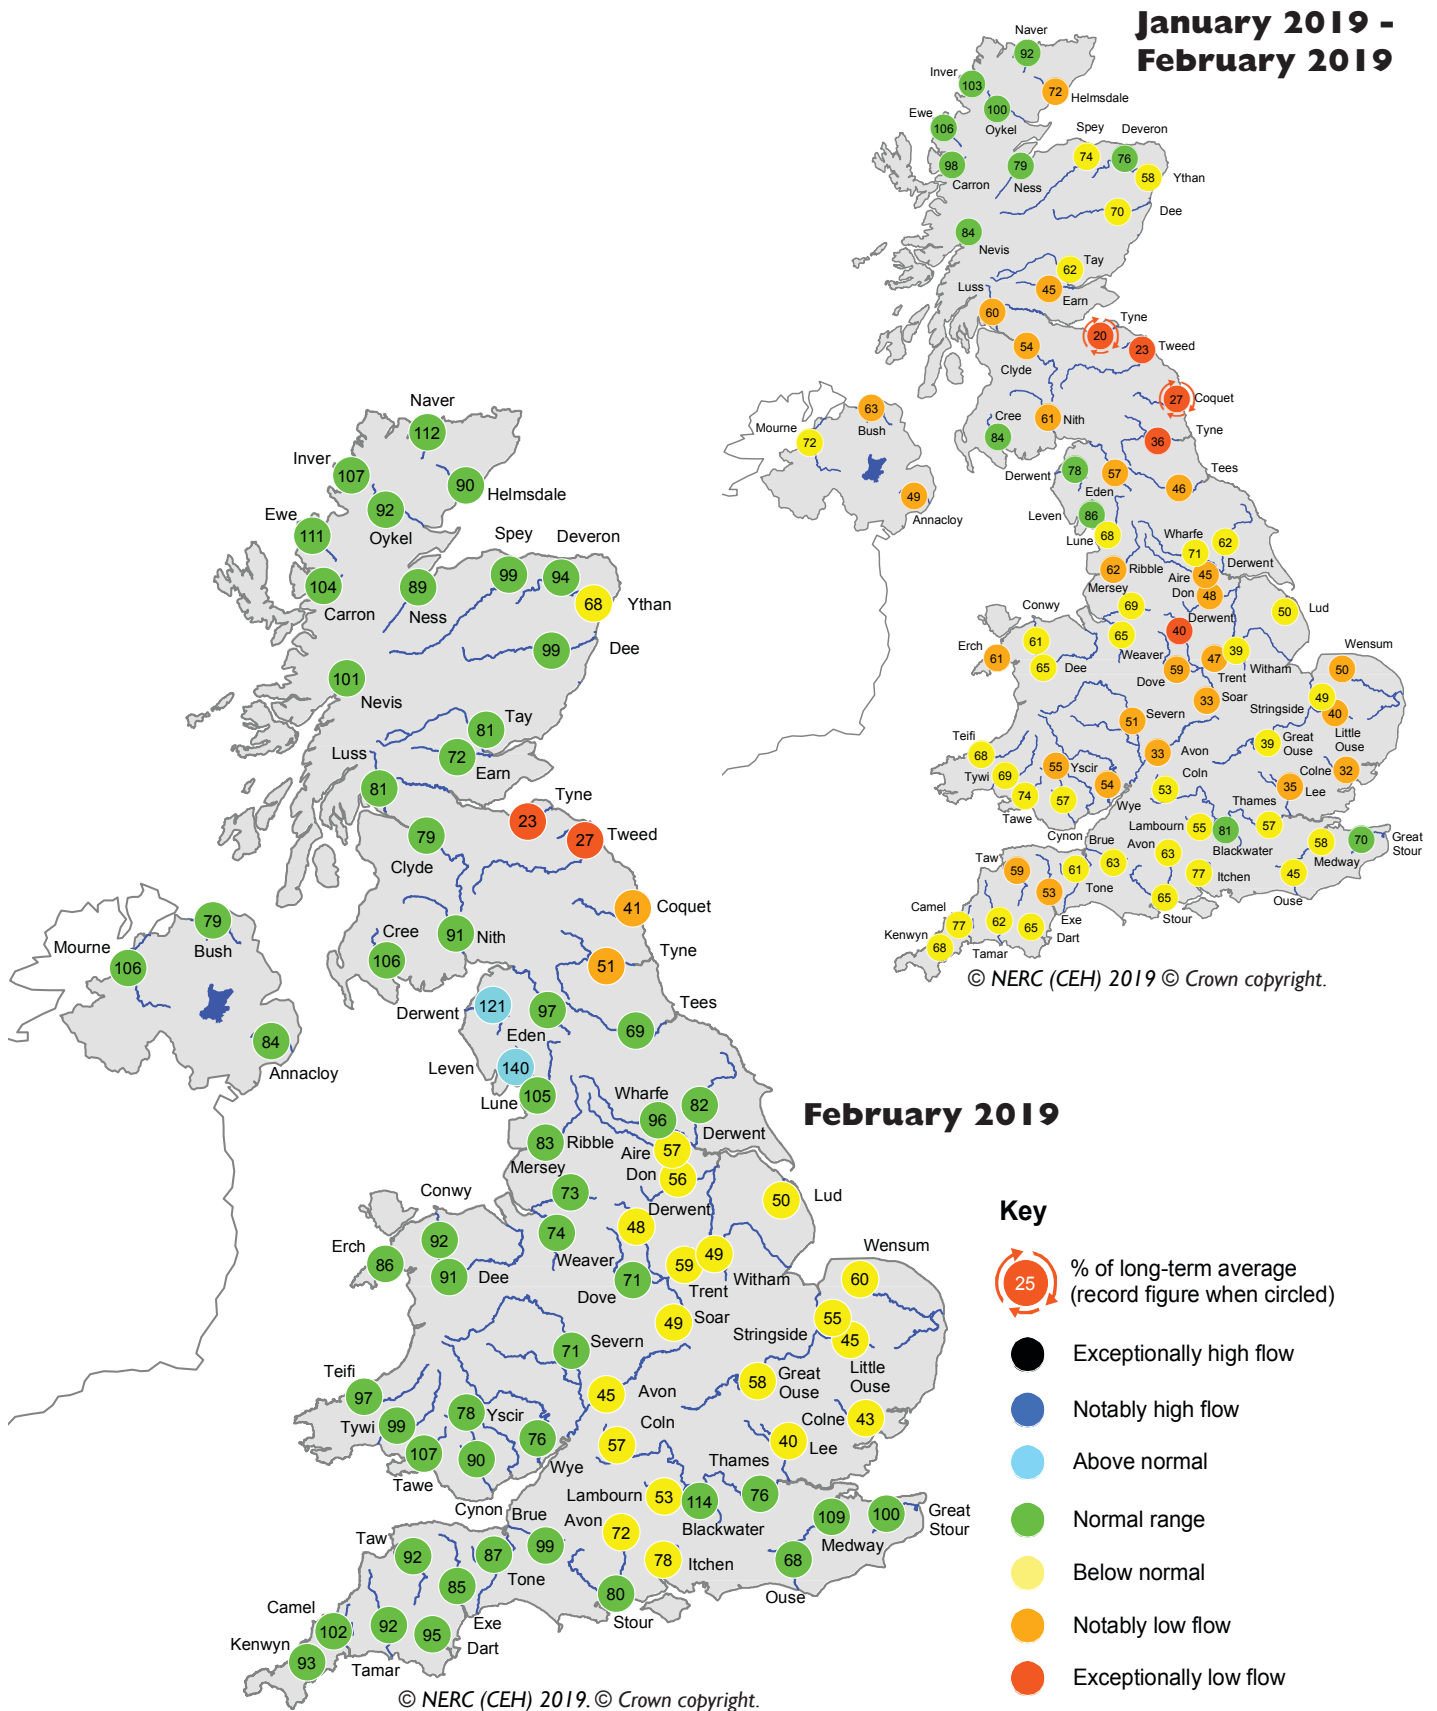 January 2019 -
February 2019
Naver
92
Inver
103
72
Helmsdale
100
Oykel
Ewe
106
Spey
Deveron
74
76
98
Carron
79
Ness
58
Ythan
70
Dee
84
Nevis
62
Tay
Luss
45
Earn
60
Tyne
20
54
Clyde
23
Tweed
27
Coquet
63
Bush
Mourne
72
Cree
84
61
Nith
Tyne
36
Derwent
78
57
Eden
Tees
46
49
Annacloy
Leven
86
Lune
68
Wharfe
71
62
Derwent
62
Ribble
Aire
45
Mersey
69
Don
48
Derwent
40
50
Lud
Conwy
61
65
Weaver
Erch
61
65
Dee
Dove
59
47
Trent
39
Witham
Wensum
50
33
Soar
Stringside
49
40
Little
Ouse
51
Severn
39
Great
Ouse
Teifi
68
Avon
33
Tywi
69
55
Yscir
Colne
32
74
Tawe
57
Cynon
54
Wye
Coln
53
35
Lee
Thames
57
Lambourn
55
81
Blackwater
58
Medway
70
Great
Stour
Brue
63
Avon
63
Taw
59
61
Tone
77
Itchen
45
Ouse
53
Exe
65
Stour
Camel
77
62
Tamar
65
Dart
Kenwyn
68
© NERC (CEH) 2019 © Crown copyright.
February 2019
Naver
112
Inver
107
90
Helmsdale
92
Oykel
Ewe
111
Spey
99
Deveron
94
104
Carron
89
Ness
68
Ythan
99
Dee
101
Nevis
81
Tay
Luss
72
Earn
81
Tyne
23
79
Clyde
27
Tweed
41
Coquet
79
Bush
Mourne
106
Cree
106
91
Nith
Tyne
51
Derwent
121
97
Eden
Tees
69
84
Annacloy
Leven
140
Lune
105
Wharfe
96
82
Derwent
83
Ribble
Aire
57
Mersey
73
Don
56
Derwent
48
50
Lud
Conwy
92
74
Weaver
Erch
86
91
Dee
Dove
71
59
Trent
49
Witham
Wensum
60
49
Soar
Stringside
55
45
Little
Ouse
71
Severn
58
Great
Ouse
Teifi
97
45
Avon
Tywi
99
78
Yscir
Colne
43
107
Tawe
90
Cynon
76
Wye
Coln
57
40
Lee
Thames
76
Lambourn
53
114
Blackwater
109
Medway
100
Great
Stour
Brue
99
Avon
72
Taw
92
87
Tone
78
Itchen
68
Ouse
85
Exe
80
Stour
Camel
102
92
Tamar
95
Dart
Kenwyn
93
© NERC (CEH) 2019. © Crown copyright.
Key
25
% of long-term average
(record figure when circled)
Exceptionally high flow
Notably high flow
Above normal
Normal range
Below normal
Notably low flow
Exceptionally low flow